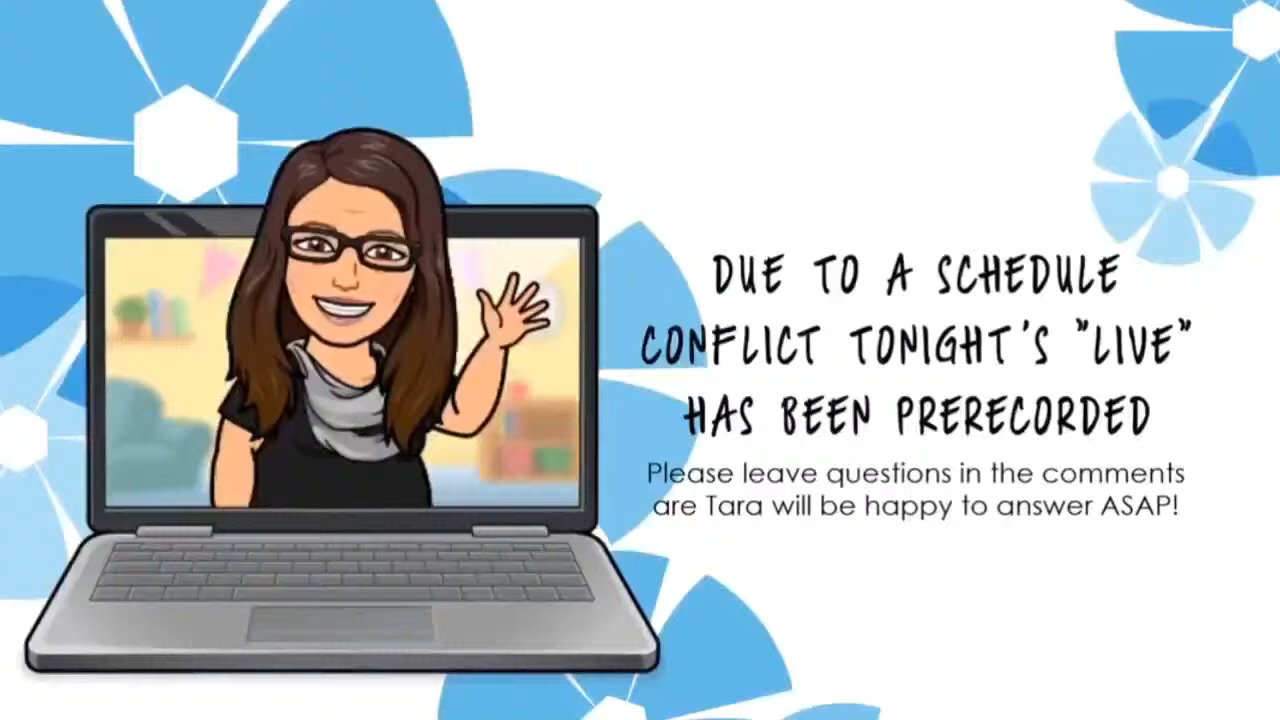 DUE TO A SCHEDULE
CONFLICT TONIGHT'S "LIVE"
HAS BEEN PRERECORDED
Please leave questions in the comments
are Tara will be happy to answer ASAP!